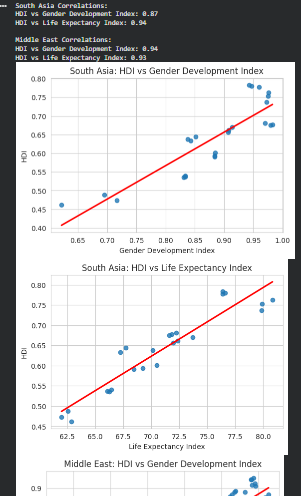 South Asia Correlations:
HDI vs Gender Development Index: 0.87
HDI vs Life Expectancy Index: 0.94
Middle East Correlations:
HDI vs Gender Development Index: 0.94
HDI vs Life Expectancy Index: 0.93
South Asia: HDI vs Gender Development Index
0.80
0.75
0.70
0.65
0.60
0.55
0.50
0.45
0.40
HDI
0.65 0.70 0.75 0.80 0.85 0.90 0.95 1.00
Gender Development Index
South Asia: HDI vs Life Expectancy Index
0.80
0.75
0.70
0.65
0.60
0.55
0.50
0.45
HDI
62.5 65.0 67.5 70.0 72.5 75.0 77.5 80.0
Life Expectancy Index
Middle East: HDI vs Gender Development Index
0.9